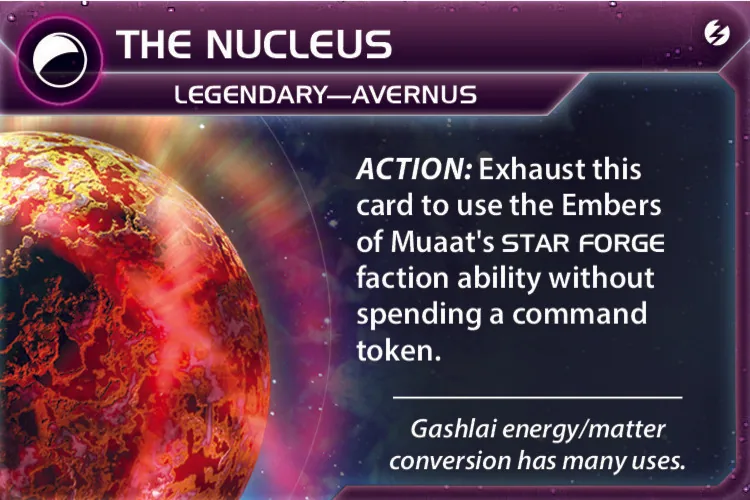 THE NUCLEUS
LEGENDARY—AVERNUS
ACTION: Exhaust this
card to use the Embers
of Muaat's STAR FORGE
faction ability without
spending a command
token.
Gashlai energy/matter
conversion has many uses.